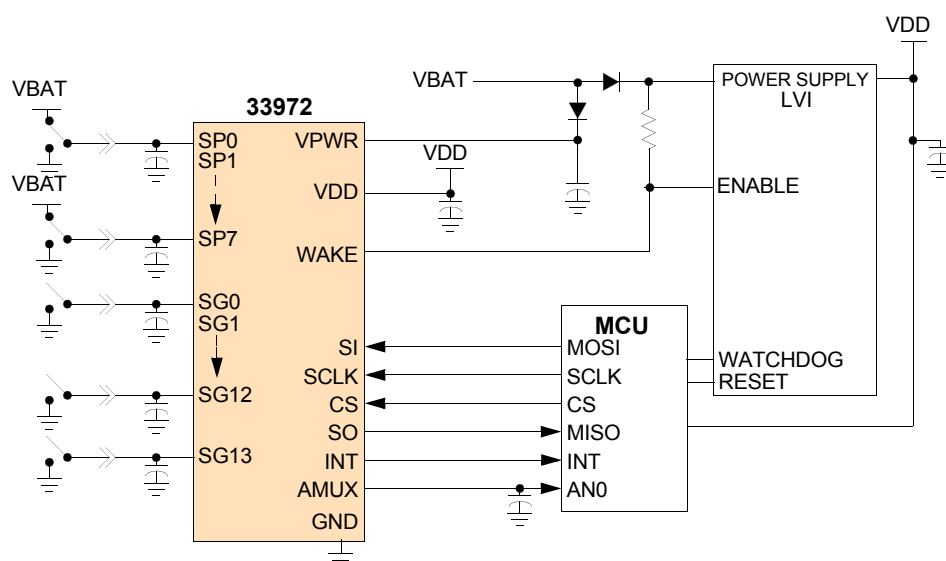 VBAT
VBAT
33972
SP0
SP1
SP7
SG0
SG1
SG12
SG13
VPWR
VDD
WAKE
SI
SCLK
CS
SO
INT
AMUX
GND
VDD
VBAT
MCU
MOSI
SCLK
CS
MISO
INT
AN0
VDD
POWER SUPPLY
LVI
ENABLE
WATCHDOG
RESET